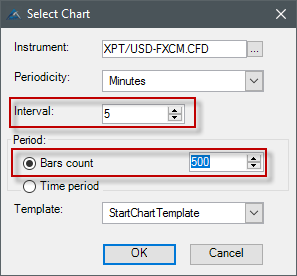 Select Chart
Instrument: XPT/USD-FXCM.CFD ...
Periodicity: Minutes
Interval: 5
Period:
Bars count 500
Time period
Template: StartChartTemplate
OK Cancel